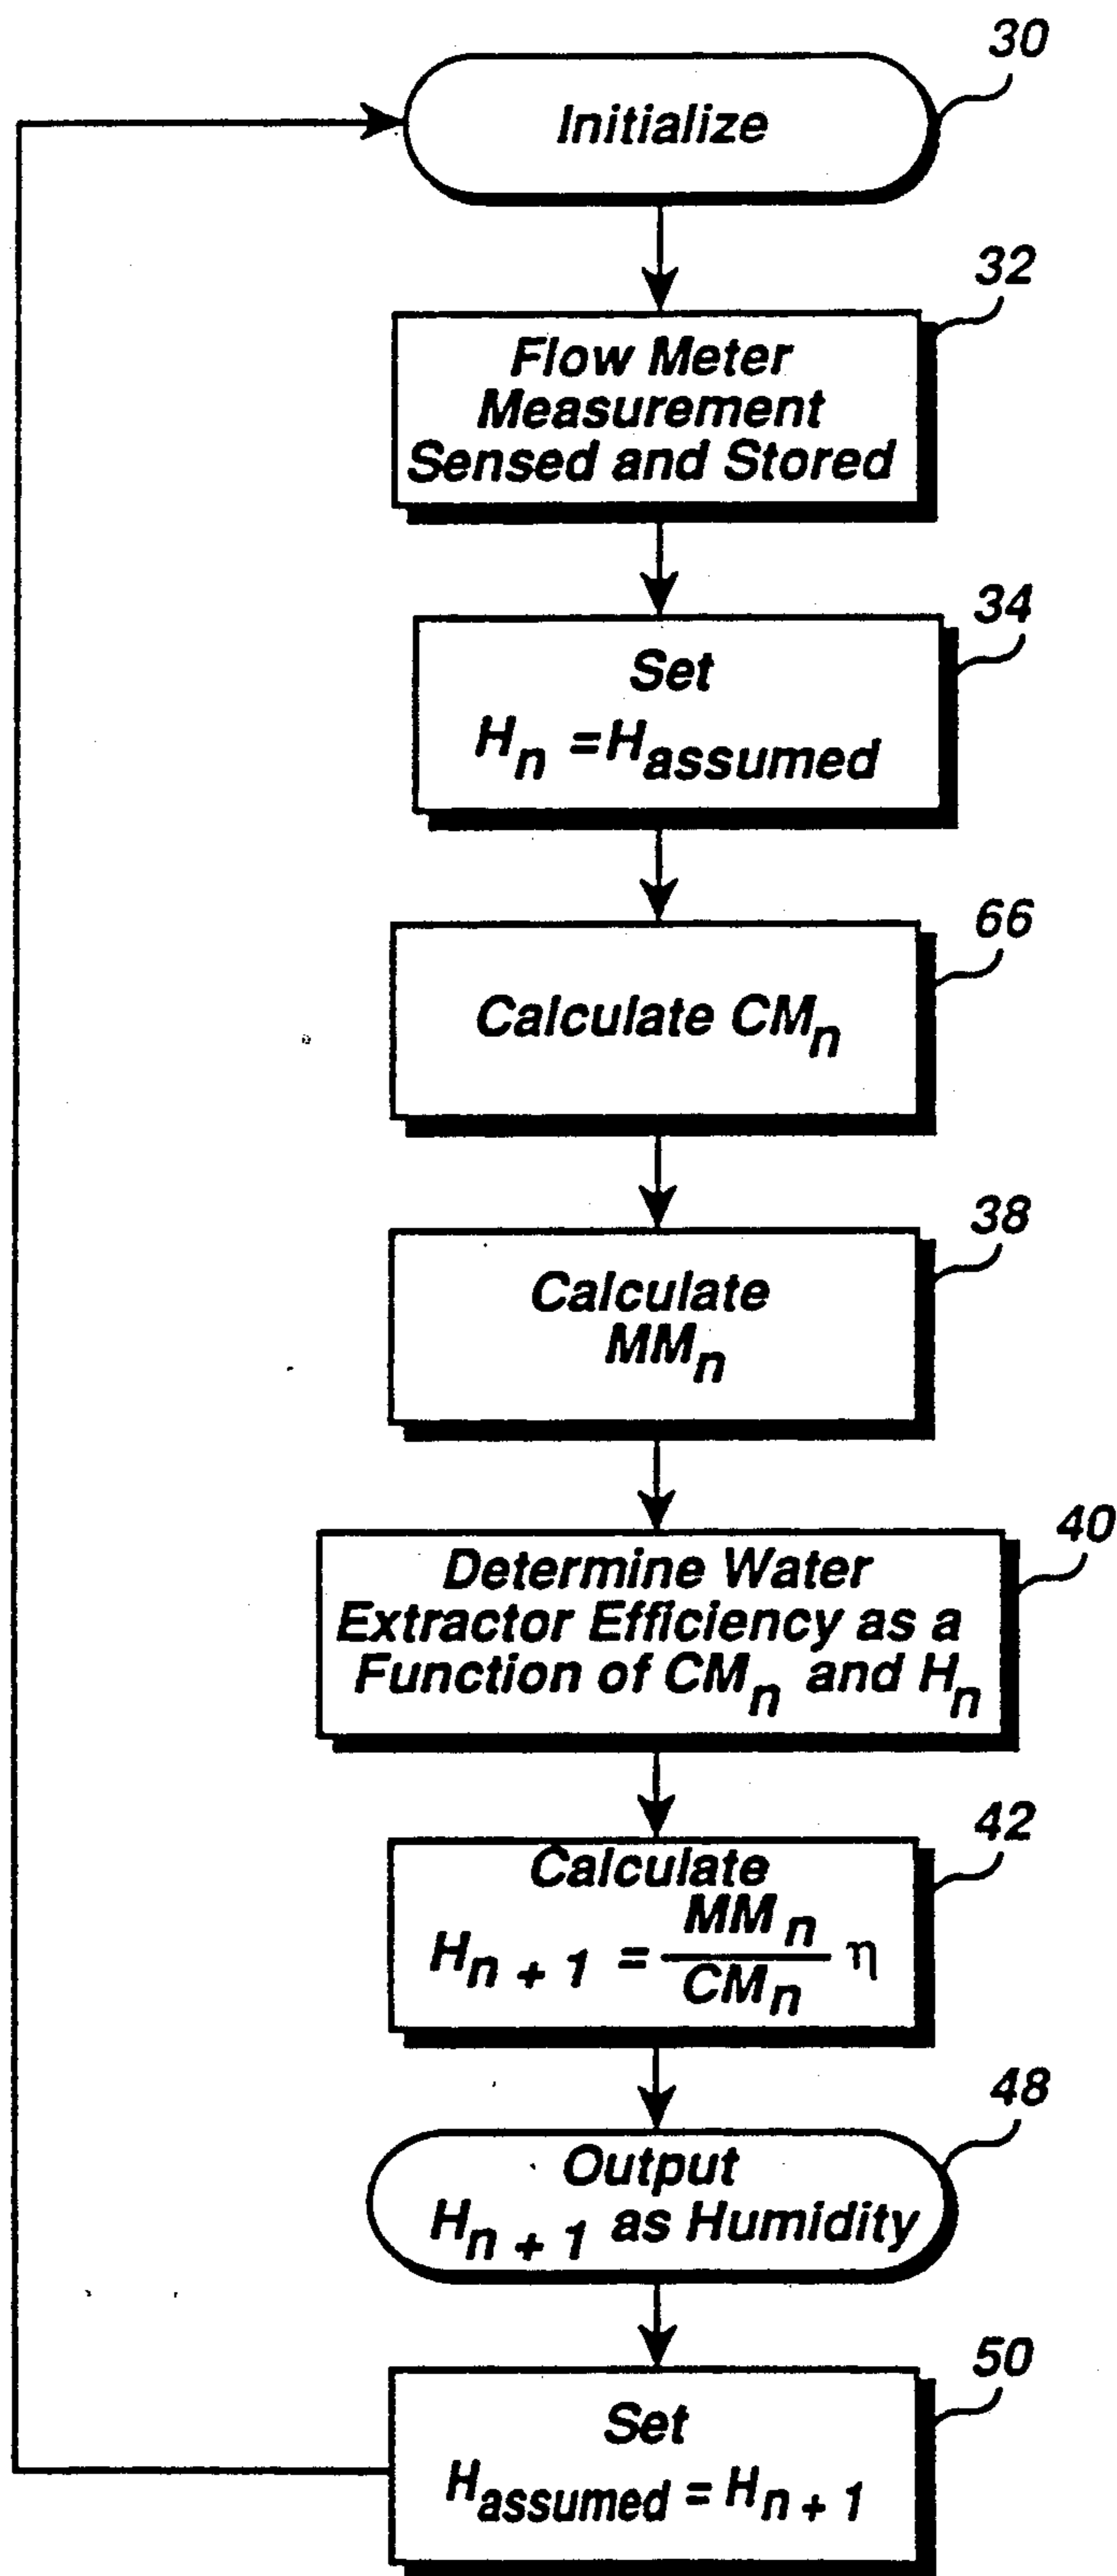 30
Initialize
32
Flow Meter
Measurement
Sensed and Stored
34
Set
Hn = Hassumed
66
Calculate CMn
38
Calculate
MMn
40
Determine Water
Extractor Efficiency as a
Function of CMn and Hn
42
Calculate
Hn + 1 = MMn / CMn η
48
Output
Hn + 1 as Humidity
50
Set
Hassumed = Hn + 1